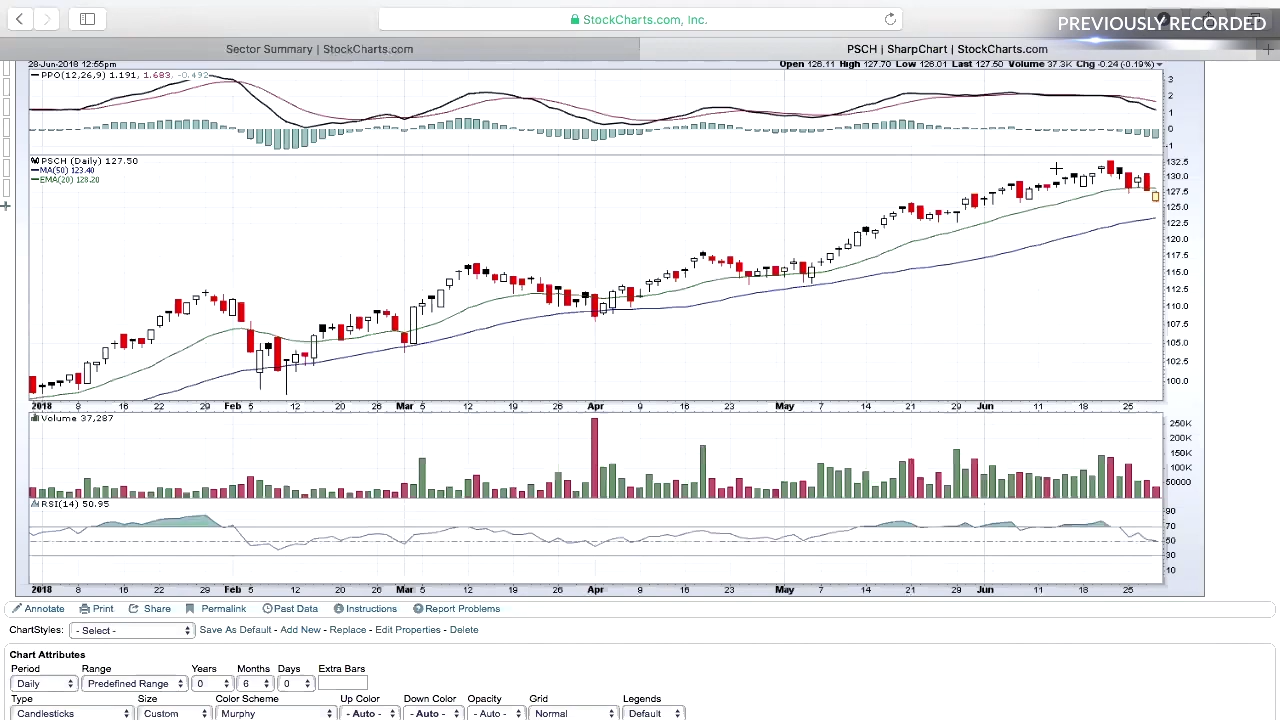 StockCharts.com, Inc.
PREVIOUSLY RECORDED
Sector Summary | StockCharts.com
PSCH | SharpChart | StockCharts.com
28-Jun-2018 12:55pm
Open 126.11 High 127.70 Low 126.01 Last 127.50 Volume 37.3K Chg -0.24 (-0.19%)
PPO(12,26,9) 1.191, 1.683, -0.492
3
2
1
0
-1
PSCH (Daily) 127.50
MA(50) 123.40
EMA(20) 128.20
132.5
130.0
127.5
125.0
122.5
120.0
117.5
115.0
112.5
110.0
107.5
105.0
102.5
100.0
2018 8 16 22 29 Feb 5 12 20 26 Mar 5 12 19 26 Apr 9 16 23 May 7 14 21 29 Jun 11 18 25
Volume 37,287
250K
200K
150K
100K
50000
RSI(14) 50.95
90
70
50
30
10
2018 8 16 22 29 Feb 5 12 20 26 Mar 5 12 19 26 Apr 9 16 23 May 7 14 21 29 Jun 11 18 25
Annotate Print Share Permalink Past Data Instructions Report Problems
ChartStyles: - Select - Save As Default - Add New - Replace - Edit Properties - Delete
Chart Attributes
Period Range Years Months Days Extra Bars
Daily Predefined Range 0 6 0
Type Size Color Scheme Up Color Down Color Opacity Grid Legends
Candlesticks Custom Murphy - Auto - - Auto - - Auto - Normal Default